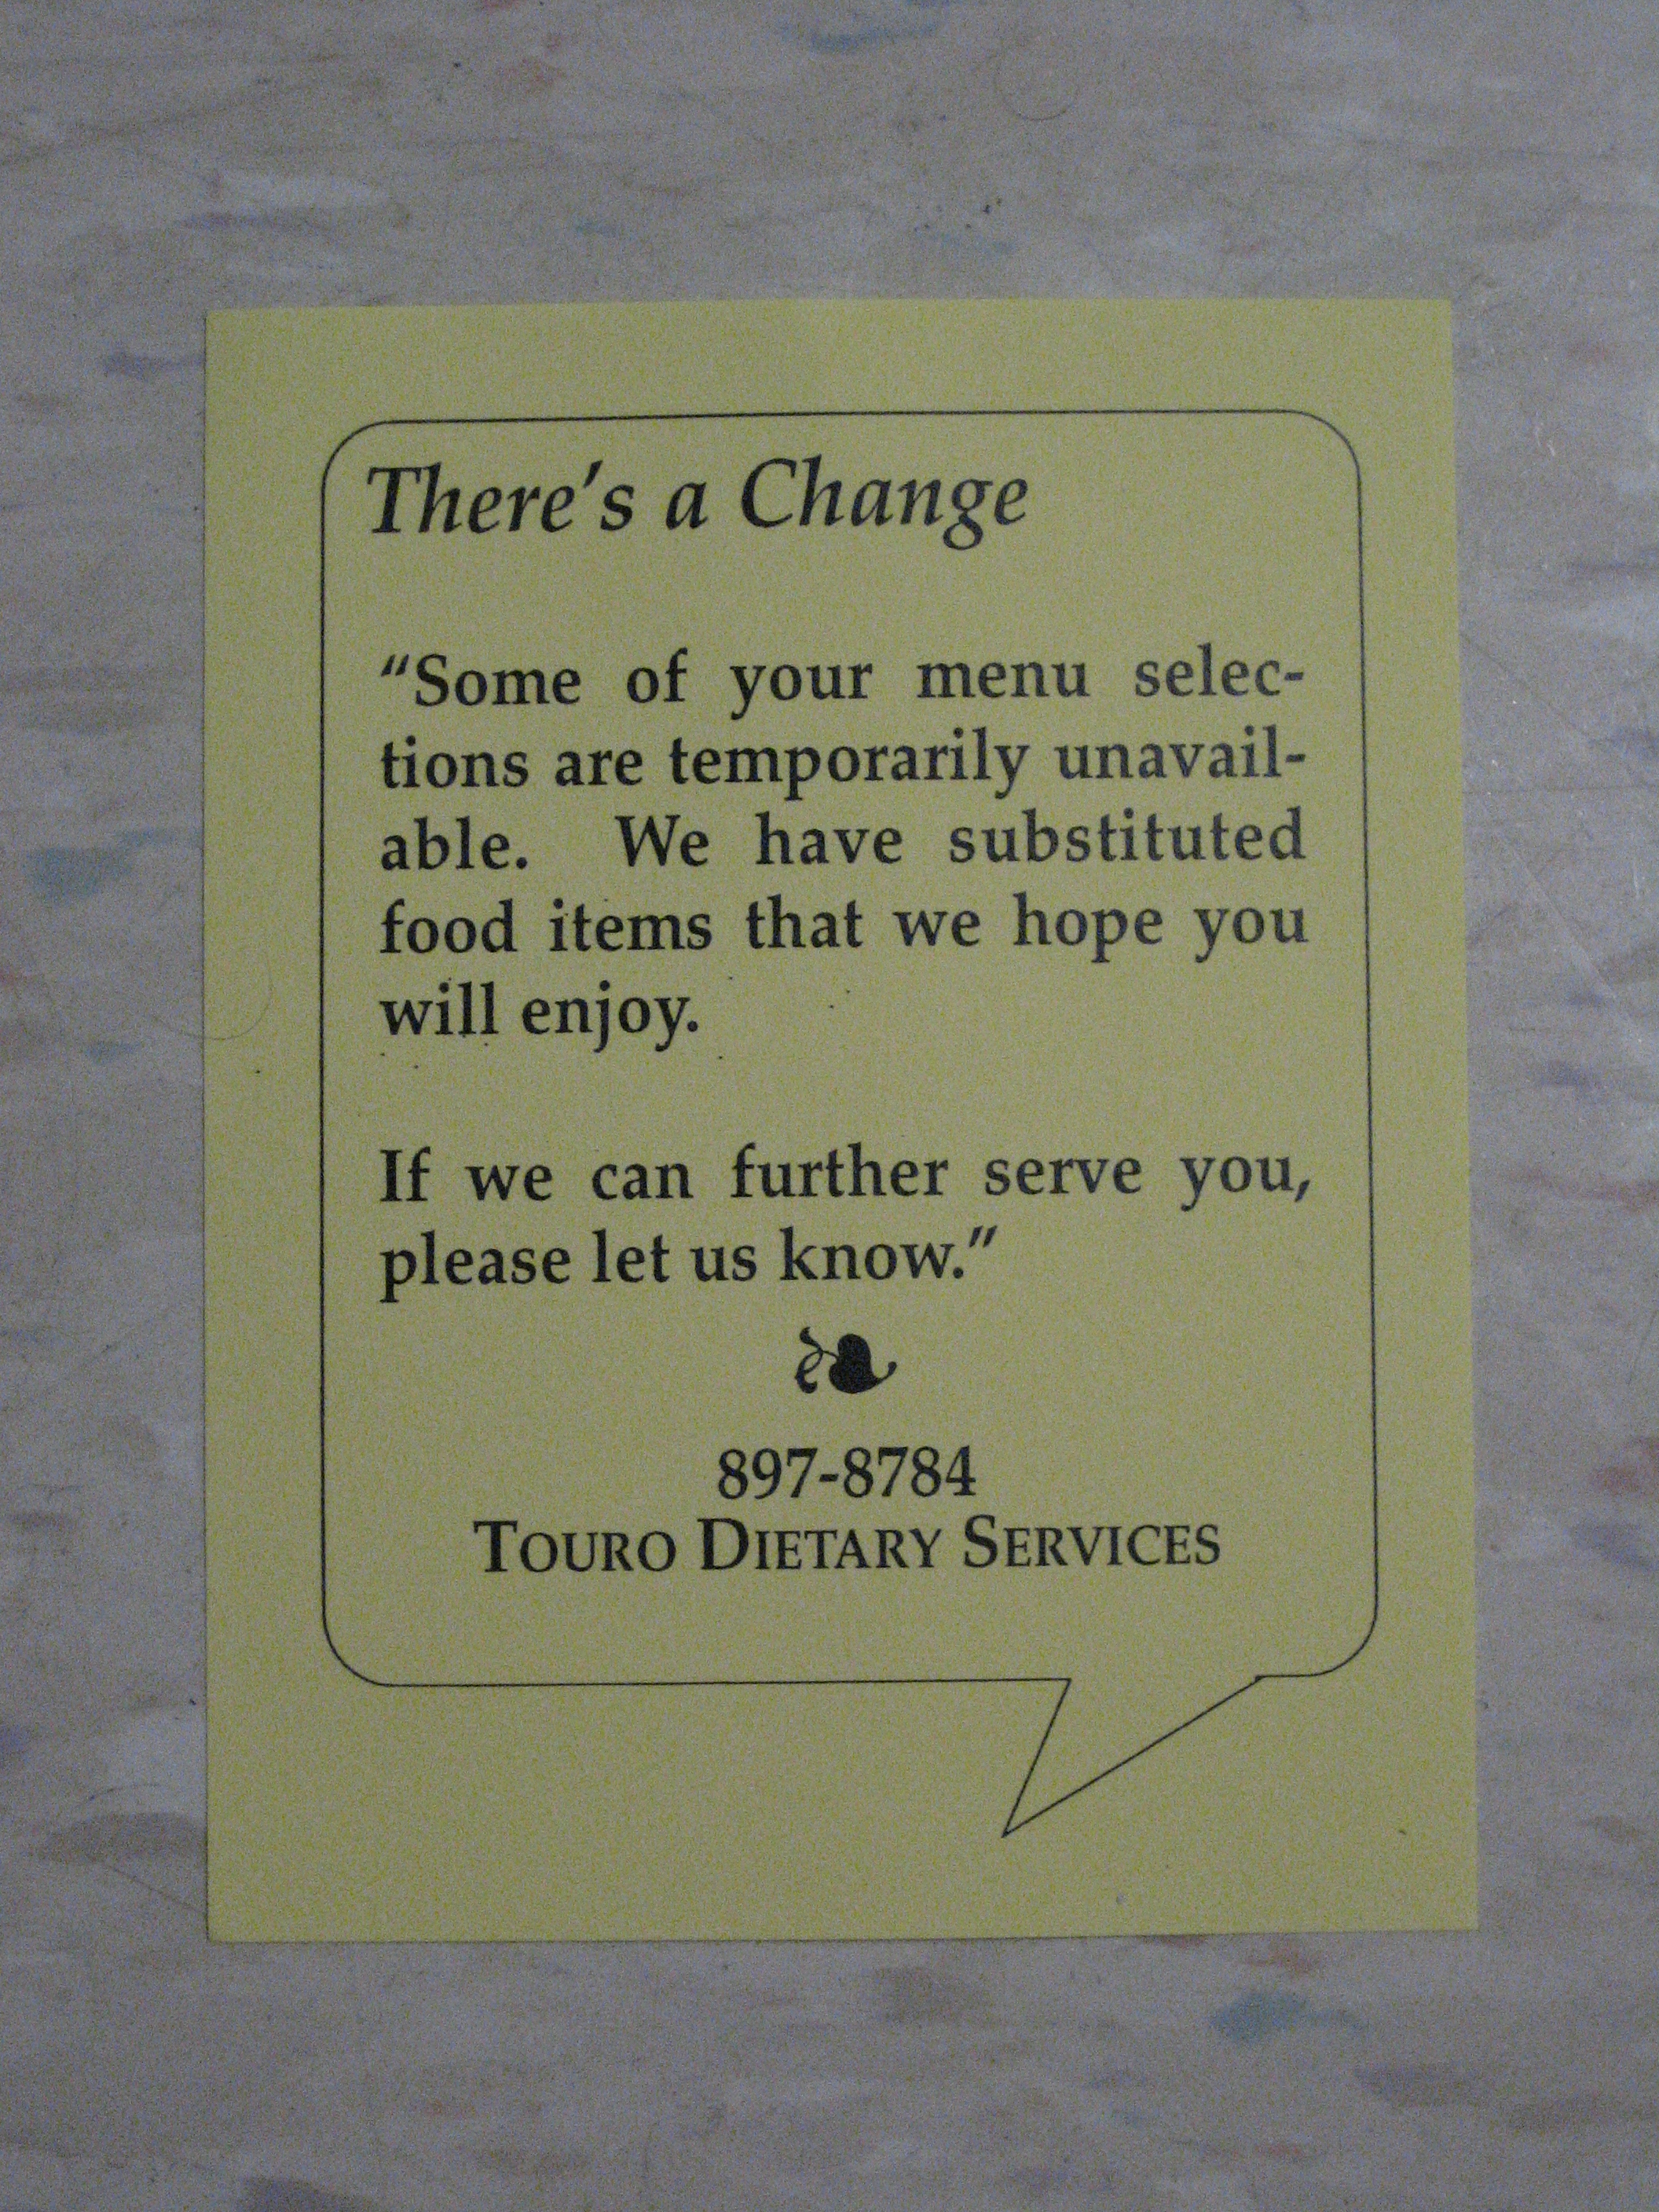 There's a Change
“Some of your menu selec-
tions are temporarily unavail-
able. We have substituted
food items that we hope you
will enjoy.
If we can further serve you,
please let us know.”
897-8784
TOURO DIETARY SERVICES